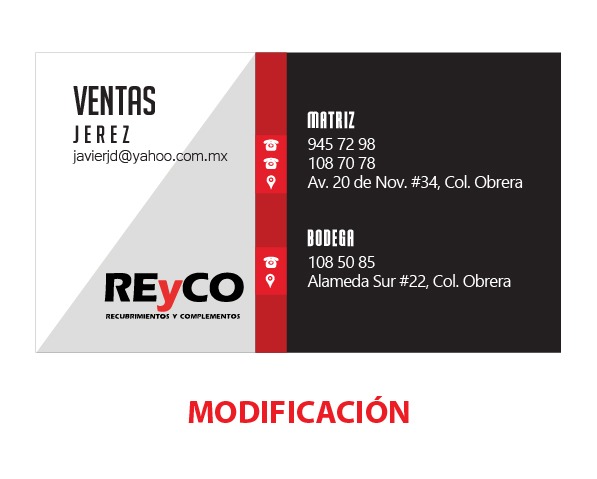 VENTAS
JEREZ
javierjd@yahoo.com.mx
REyCO
RECUBRIMIENTOS Y COMPLEMENTOS
MATRIZ
945 72 98
108 70 78
Av. 20 de Nov. #34, Col. Obrera
BODEGA
108 50 85
Alameda Sur #22, Col. Obrera
MODIFICACIÓN